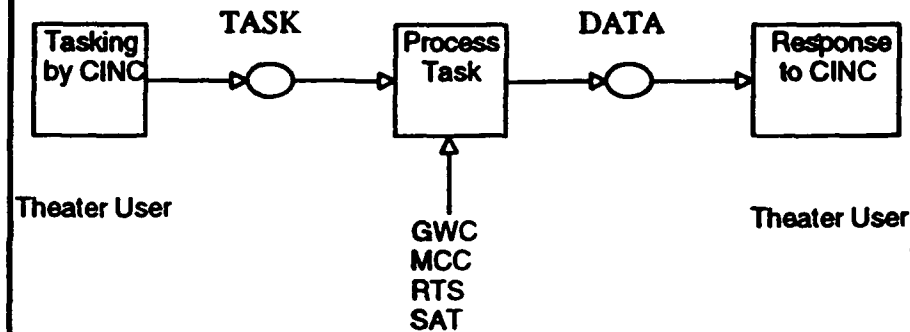 TASK
DATA
Tasking
by CINC
Process
Task
Response
to CINC
Theater User
Theater User
GWC
MCC
RTS
SAT